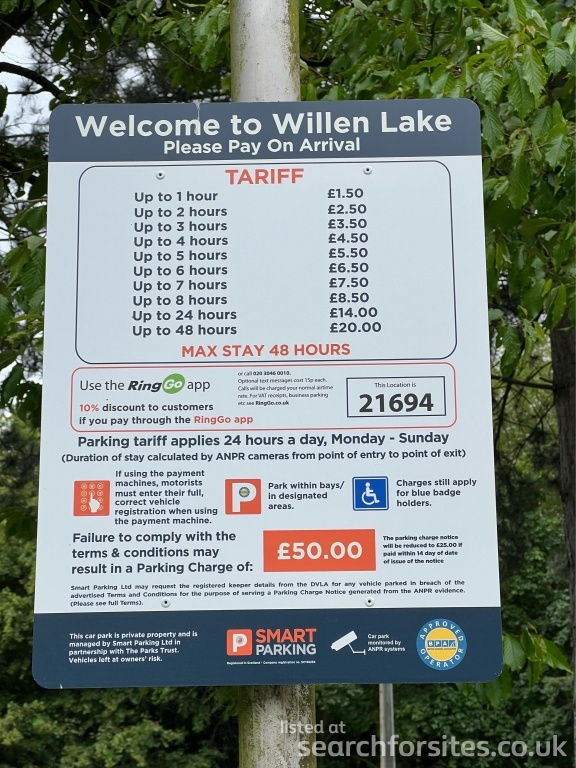 Welcome to Willen Lake
Please Pay On Arrival
TARIFF
Up to 1 hour £1.50
Up to 2 hours £2.50
Up to 3 hours £3.50
Up to 4 hours £4.50
Up to 5 hours £5.50
Up to 6 hours £6.50
Up to 7 hours £7.50
Up to 8 hours £8.50
Up to 24 hours £14.00
Up to 48 hours £20.00
MAX STAY 48 HOURS
Use the RingGo app
10% discount to customers
if you pay through the RingGo app
or call 020 3046 0010.
Optional text messages cost 15p each.
Calls will be charged your normal airtime
rate. For VAT receipts, business parking
etc see RingGo.co.uk
This Location is
21694
Parking tariff applies 24 hours a day, Monday - Sunday
(Duration of stay calculated by ANPR cameras from point of entry to point of exit)
If using the payment
machines, motorists
must enter their full,
correct vehicle
registration when using
the payment machine.
P
Park within bays/
in designated
areas.
Charges still apply
for blue badge
holders.
Failure to comply with the
terms & conditions may
result in a Parking Charge of:
£50.00
The parking charge notice
will be reduced to £25.00 if
paid within 14 day of date
of issue of the notice
Smart Parking Ltd may request the registered keeper details from the DVLA for any vehicle parked in breach of the
advertised Terms and Conditions for the purpose of serving a Parking Charge Notice generated from the ANPR evidence.
(Please see full Terms).
This car park is private property and is
managed by Smart Parking Ltd in
partnership with The Parks Trust.
Vehicles left at owners' risk.
P SMART
PARKING
Registered in Scotland - Company registration no.
Car park
monitored by
ANPR systems
APPROVED
BPA
OPERATOR
listed at
searchforsites.co.uk